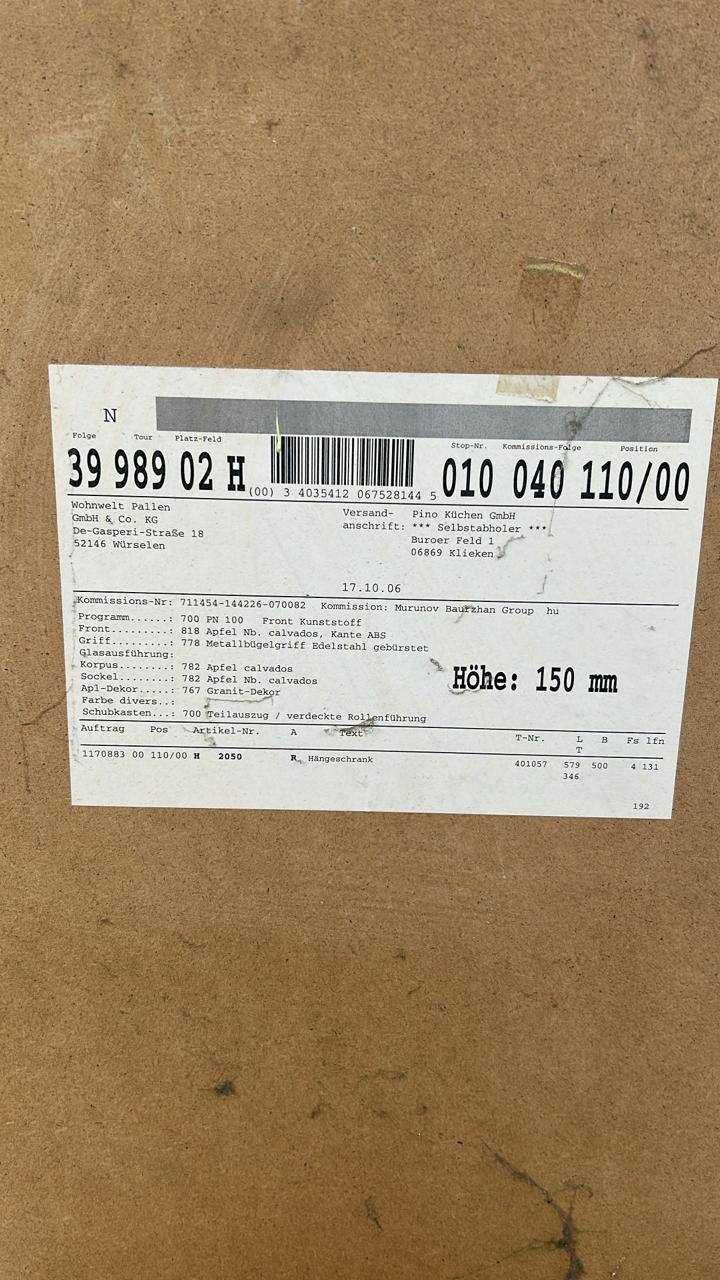 N
Folge Tour Platz-Feld
Stop-Nr. Kommissions-Folge Position
39 989 02 H
010 040 110/00
(00) 3 4035412 067528144 5
Wohnwelt Pallen
GmbH & Co. KG
De-Gasperi-Straße 18
52146 Würselen
Versand- Pino Küchen GmbH
anschrift: *** Selbstabholer ***
Buroer Feld 1
06869 Klieken
17.10.06
Kommissions-Nr: 711454-144226-070082 Kommission: Murunov Baurzhan Group hu
Programm......: 700 PN 100 Front Kunststoff
Front.........: 818 Apfel Nb. calvados, Kante ABS
Griff.........: 778 Metallbügelgriff Edelstahl gebürstet
Glasausführung:
Korpus........: 782 Apfel calvados
Sockel........: 782 Apfel Nb. calvados
Apl-Dekor.....: 767 Granit-Dekor
Farbe divers..:
Schubkasten...: 700 Teilauszug / verdeckte Rollenführung
Höhe: 150 mm
Auftrag Pos Artikel-Nr. A Text T-Nr. L B Fs lfn
T
1170883 00 110/00 H 2050 R Hängeschrank 401057 579 500 4 131
346
192